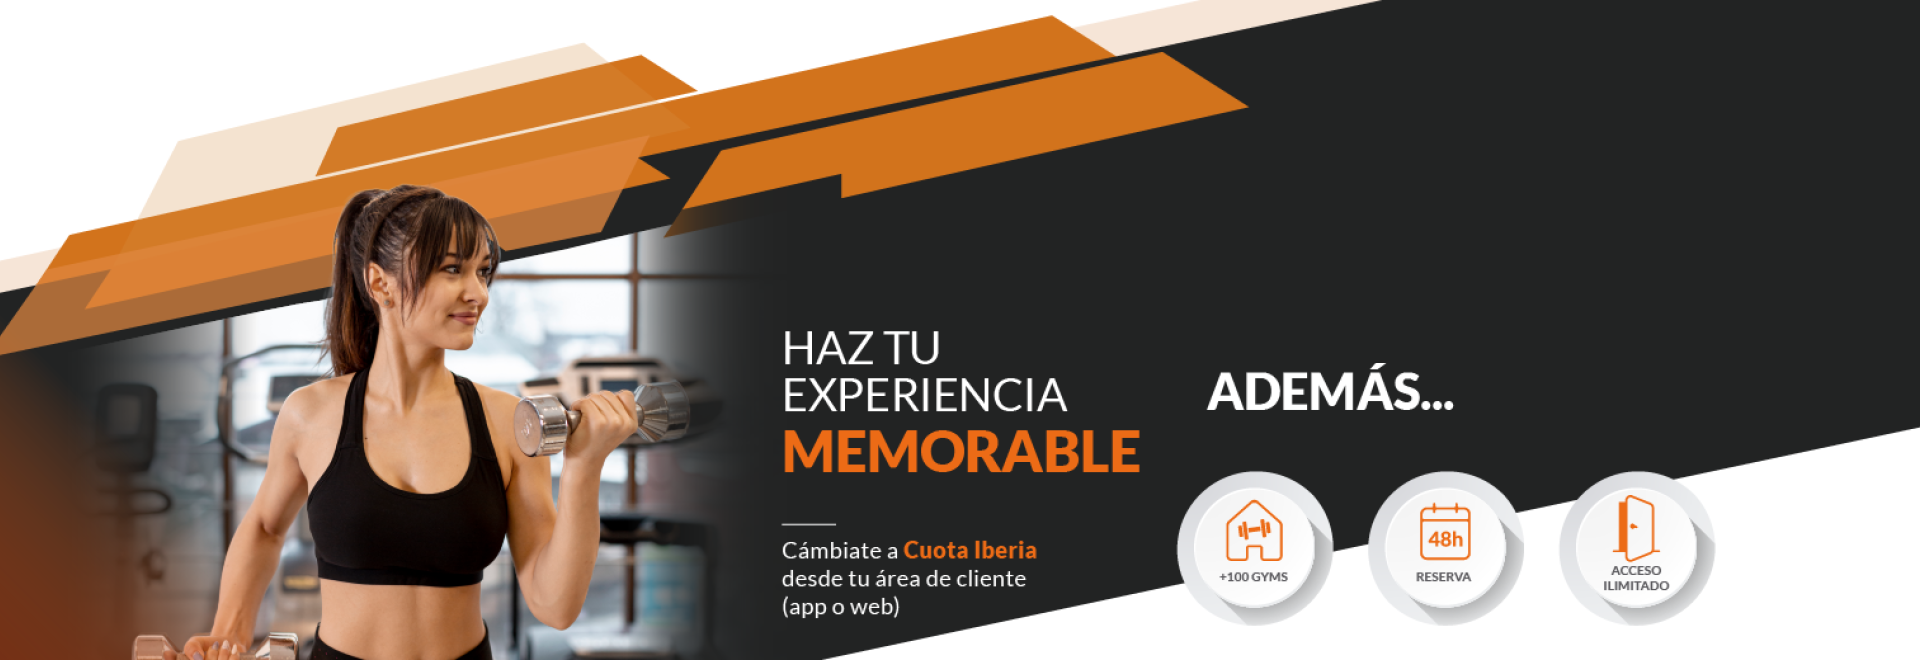 HAZ TU
EXPERIENCIA
MEMORABLE
Cámbiate a Cuota Iberia
desde tu área de cliente
(app o web)
ADEMÁS...
+100 GYMS
48h
RESERVA
ACCESO
ILIMITADO